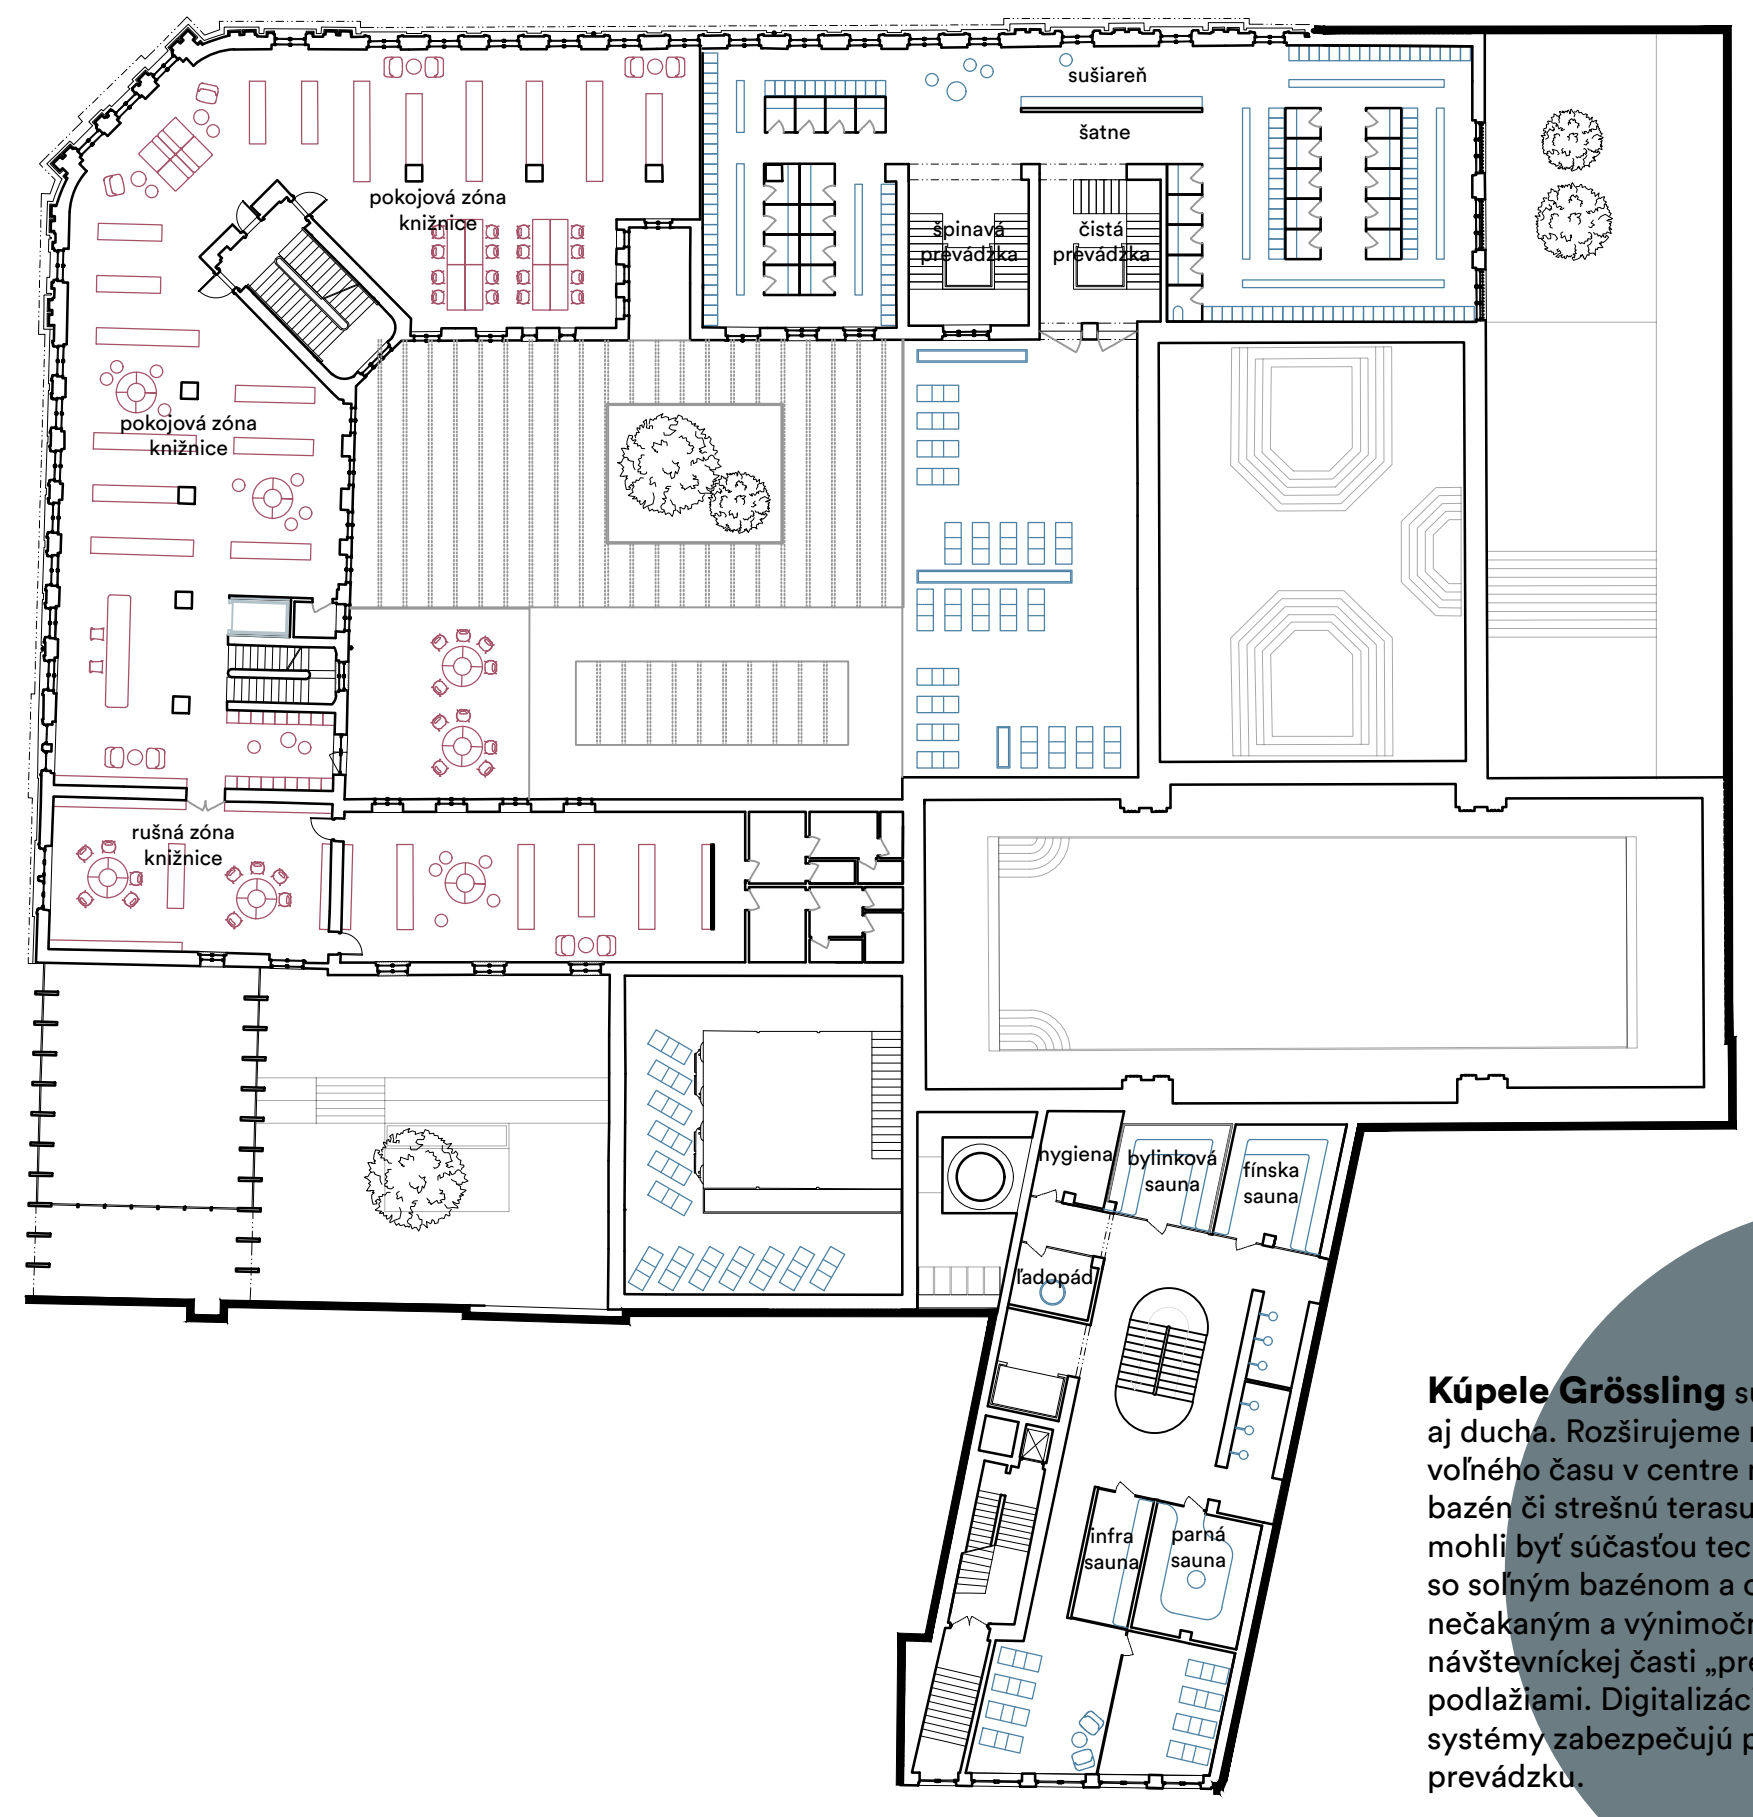 sušiareň
šatne
pokojová zóna
knižnice
špinavá
prevádzka
čistá
prevádzka
pokojová zóna
knižnice
rušná zóna
knižnice
hygiena
bylinková
sauna
fínska
sauna
ľadopád
infra
sauna
parná
sauna
Kúpele Grössling
aj ducha. Rozširujeme
voľného času v centre
bazén či strešnú terasu
mohli byť súčasťou tec
so soľným bazénom a
nečakaným a výnimočn
návštevníckej časti „pre
podlažiami. Digitalizác
systémy zabezpečujú p
prevádzku.